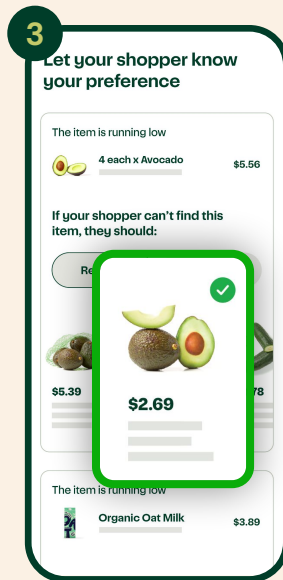 3
Let your shopper know
your preference
The item is running low
4 each x Avocado
$5.56
If your shopper can't find this
item, they should:
Re
$5.39
$2.69
78
The item is running low
Organic Oat Milk
$3.89